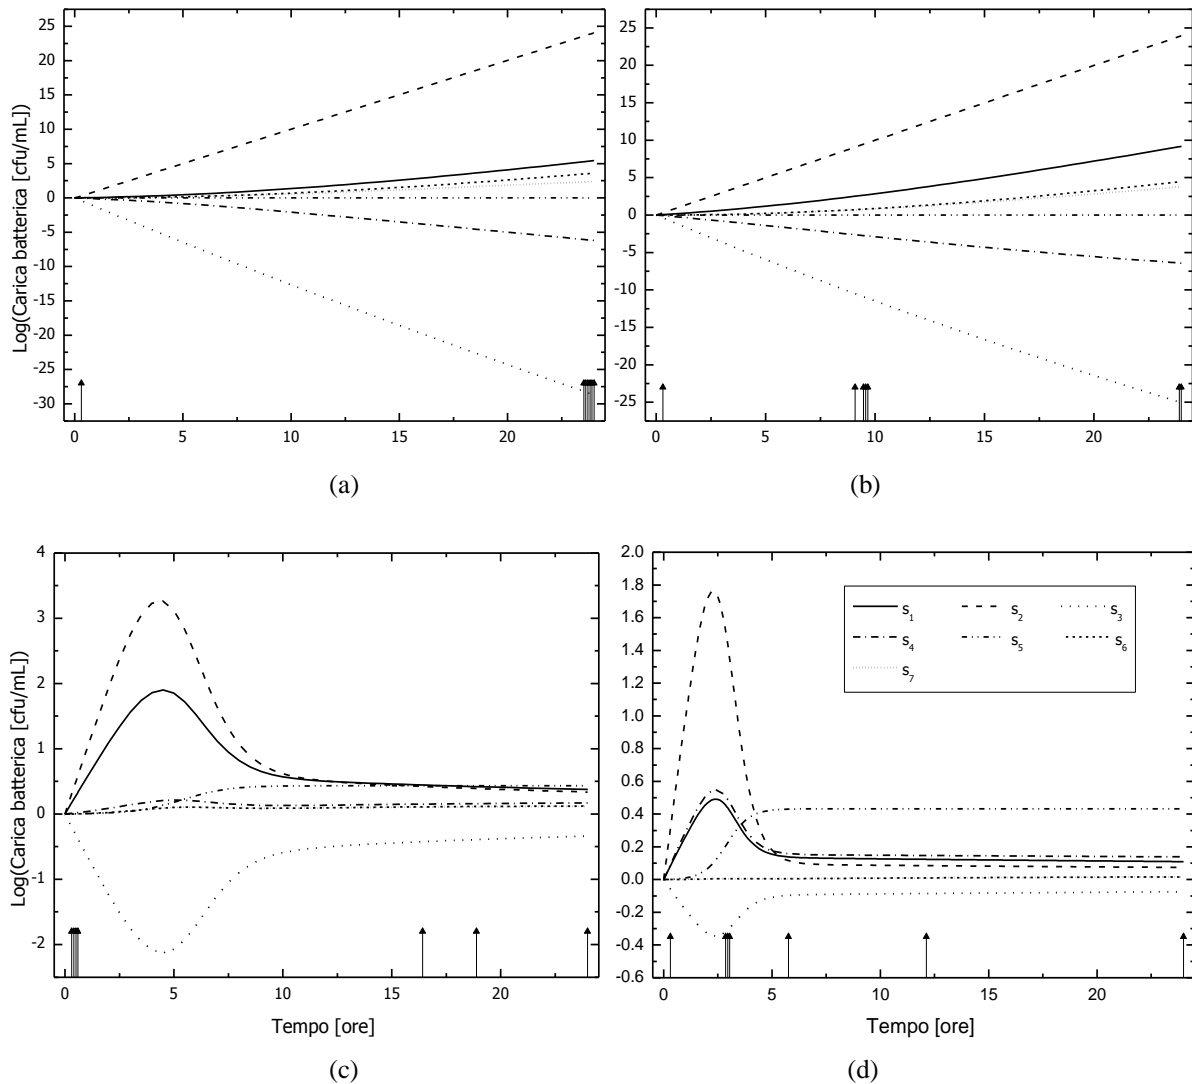 25
20
15
10
5
0
-5
-10
-15
-20
-25
-30
Log(Carica batterica [cfu/mL])
0 5 10 15 20
(a)
25
20
15
10
5
0
-5
-10
-15
-20
-25
0 5 10 15 20
(b)
4
3
2
1
0
-1
-2
Log(Carica batterica [cfu/mL])
0 5 10 15 20
Tempo [ore]
(c)
2.0
1.8
1.6
1.4
1.2
1.0
0.8
0.6
0.4
0.2
0.0
-0.2
-0.4
-0.6
s1 s2 s3
s4 s5 s6
s7
0 5 10 15 20
Tempo [ore]
(d)